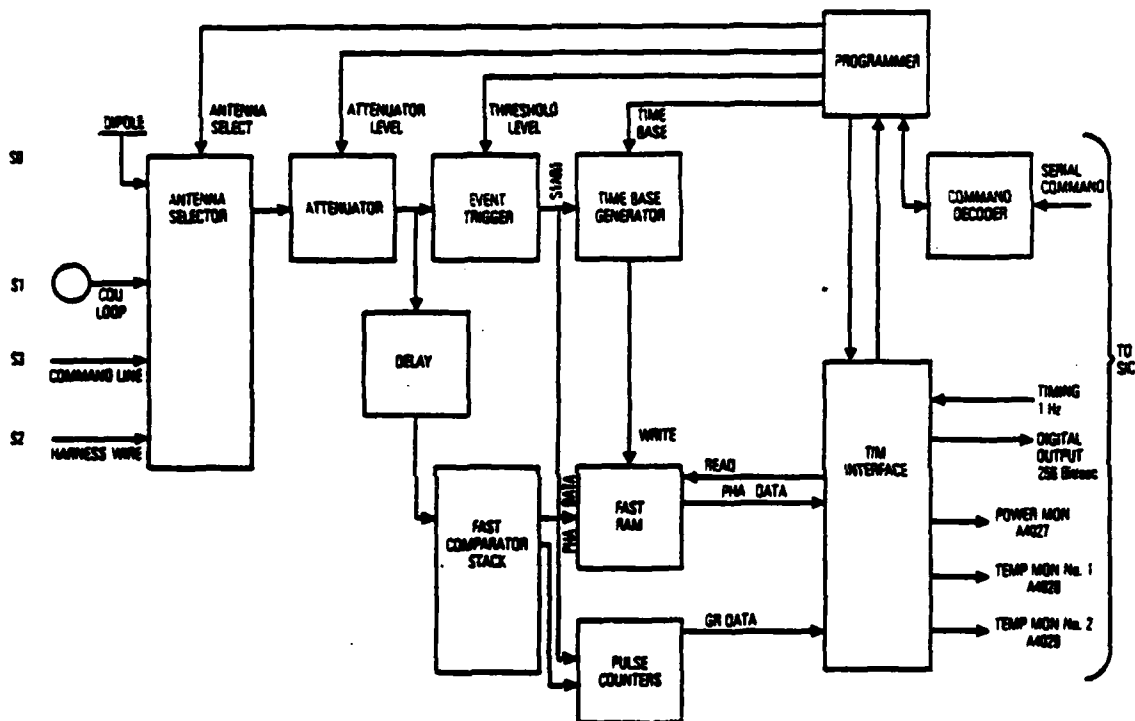 PROGRAMMER
ANTENNA
SELECT
ATTENUATOR
LEVEL
THRESHOLD
LEVEL
TIME
BASE
DIPOLE
S0
ANTENNA
SELECTOR
ATTENUATOR
EVENT
TRIGGER
TIME BASE
GENERATOR
COMMAND
DECODER
SERIAL
COMMAND
S1
LOOP
S3
COMMAND LINE
S2
HARNESS WIRE
DELAY
WRITE
READ
PHA DATA
PHA DATA
FAST
COMPARATOR
STACK
FAST
RAM
T/M
INTERFACE
TO
S/C
TIMING
1 Hz
DIGITAL
OUTPUT
POWER MON
A4027
TEMP MON No. 1
A4028
TEMP MON No. 2
A4029
GR DATA
PULSE
COUNTERS